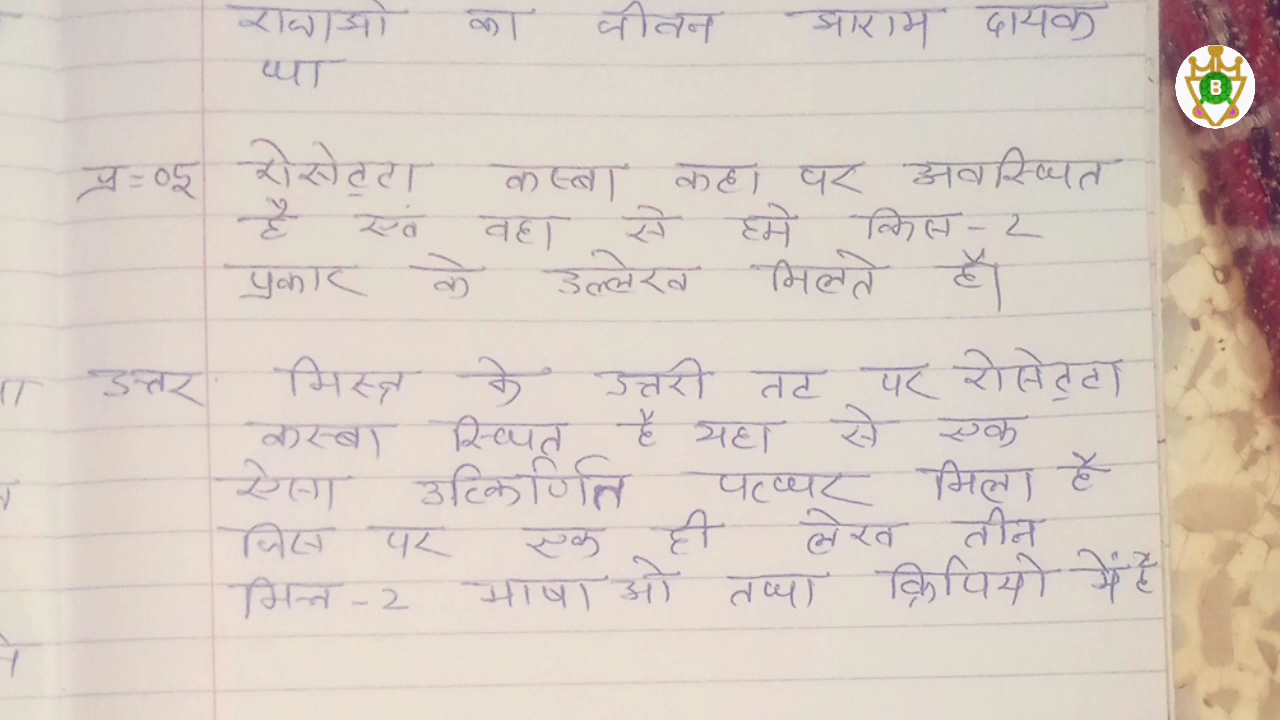 राजाओ का जीवन आराम दायक
था
प्र=०5 रोसेट्टा कस्बा कहा पर अवस्थित
है एवं वहा से हमे किस-2
प्रकार के उल्लेख मिलते है।
उत्तर मिस्त्र के उत्तरी तट पर रोसेट्टा
कस्बा स्थित है यहा से एक
ऐसा उत्किर्णित पत्थर मिला है
जिस पर एक ही लेख तीन
भिन्न-2 भाषाओ तथा लिपियो में है
B